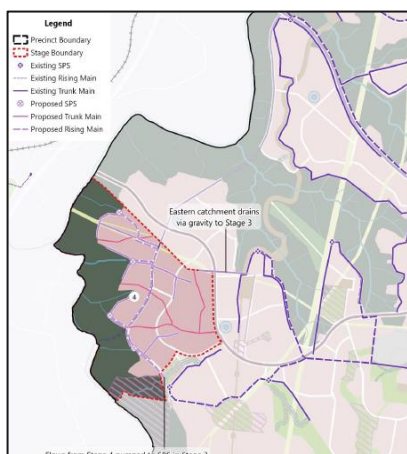 Legend
Precinct Boundary
Stage Boundary
Existing SPS
Existing Rising Main
Existing Trunk Main
Proposed SPS
Proposed Trunk Main
Proposed Rising Main
Eastern catchment drains
via gravity to Stage 3
4